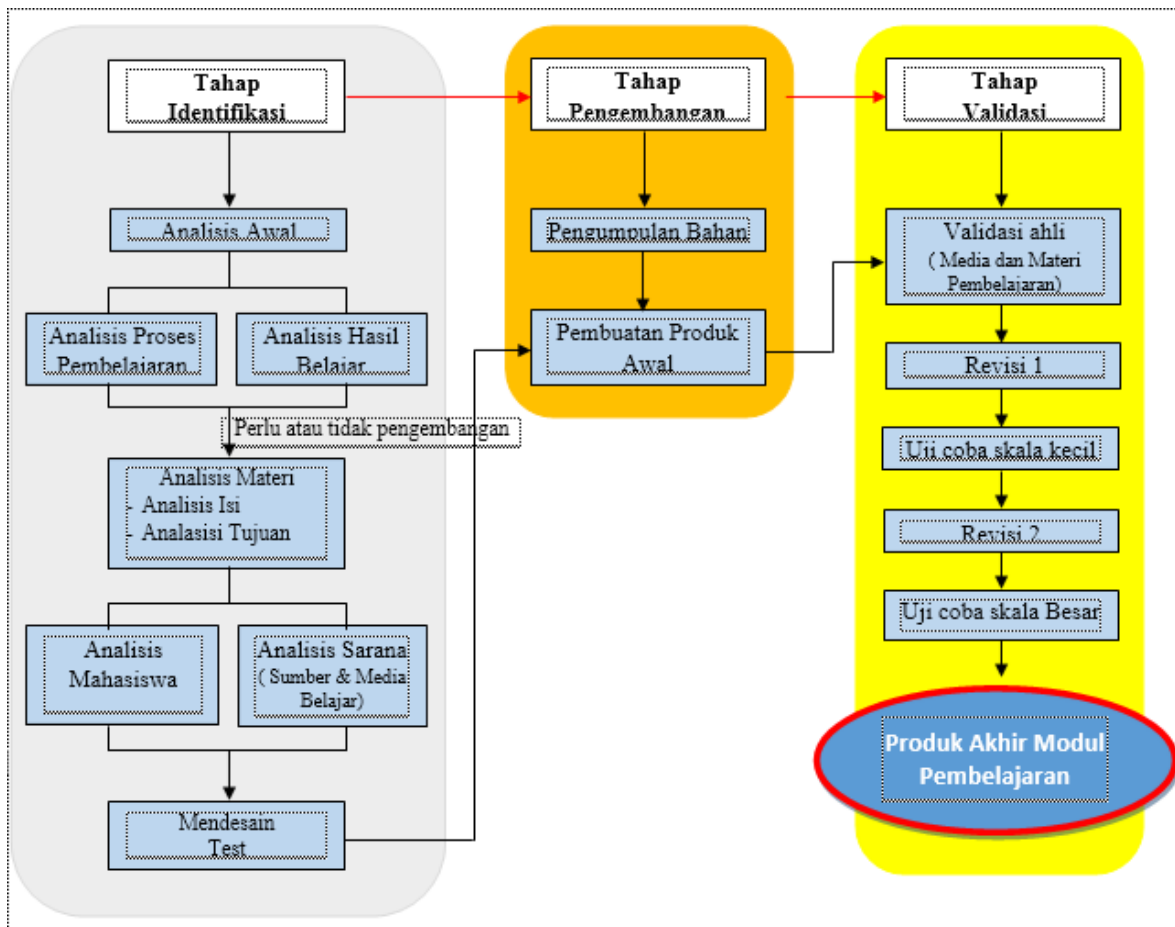 Tahap
Identifikasi
Analisis Awal
Analisis Proses
Pembelajaran
Analisis Hasil
Belajar
Perlu atau tidak pengembangan
Analisis Materi
- Analisis Isi
- Analasisi Tujuan
Analisis
Mahasiswa
Analisis Sarana
( Sumber & Media
Belajar)
Mendesain
Test
Tahap
Pengembangan
Pengumpulan Bahan
Pembuatan Produk
Awal
Tahap
Validasi
Validasi ahli
( Media dan Materi
Pembelajaran)
Revisi 1
Uji coba skala kecil
Revisi 2
Uji coba skala Besar
Produk Akhir Modul
Pembelajaran